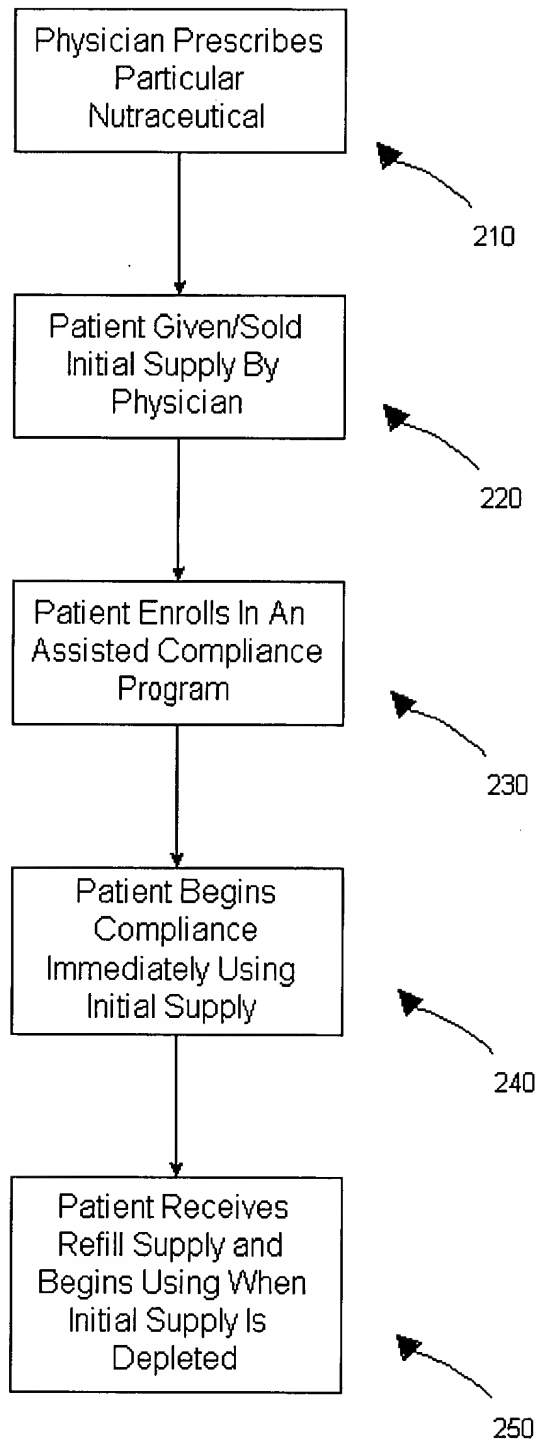 Physician Prescribes
Particular
Nutraceutical
210
Patient Given/Sold
Initial Supply By
Physician
220
Patient Enrolls In An
Assisted Compliance
Program
230
Patient Begins
Compliance
Immediately Using
Initial Supply
240
Patient Receives
Refill Supply and
Begins Using When
Initial Supply Is
Depleted
250